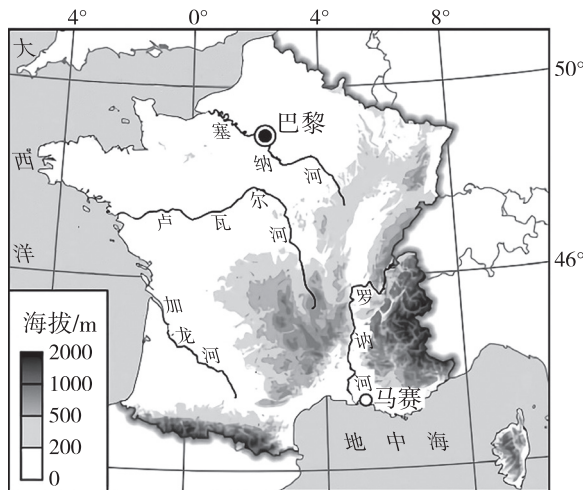 4° 0° 4° 8°
大西洋
50°
46°
巴黎
塞纳河
卢瓦尔河
加龙河
罗讷河
马赛
地中海
海拔/m
2000
1000
500
200
0